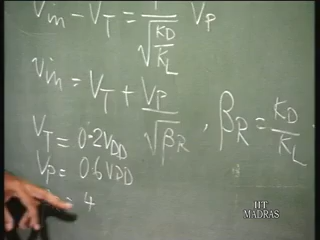 Vin - VT = 1/√(KD/KL) VP
Vin = VT + VP/√βR , βR = KD/KL
VT = 0.2VDD
VP = 0.6VDD
= 4
IIT
MADRAS